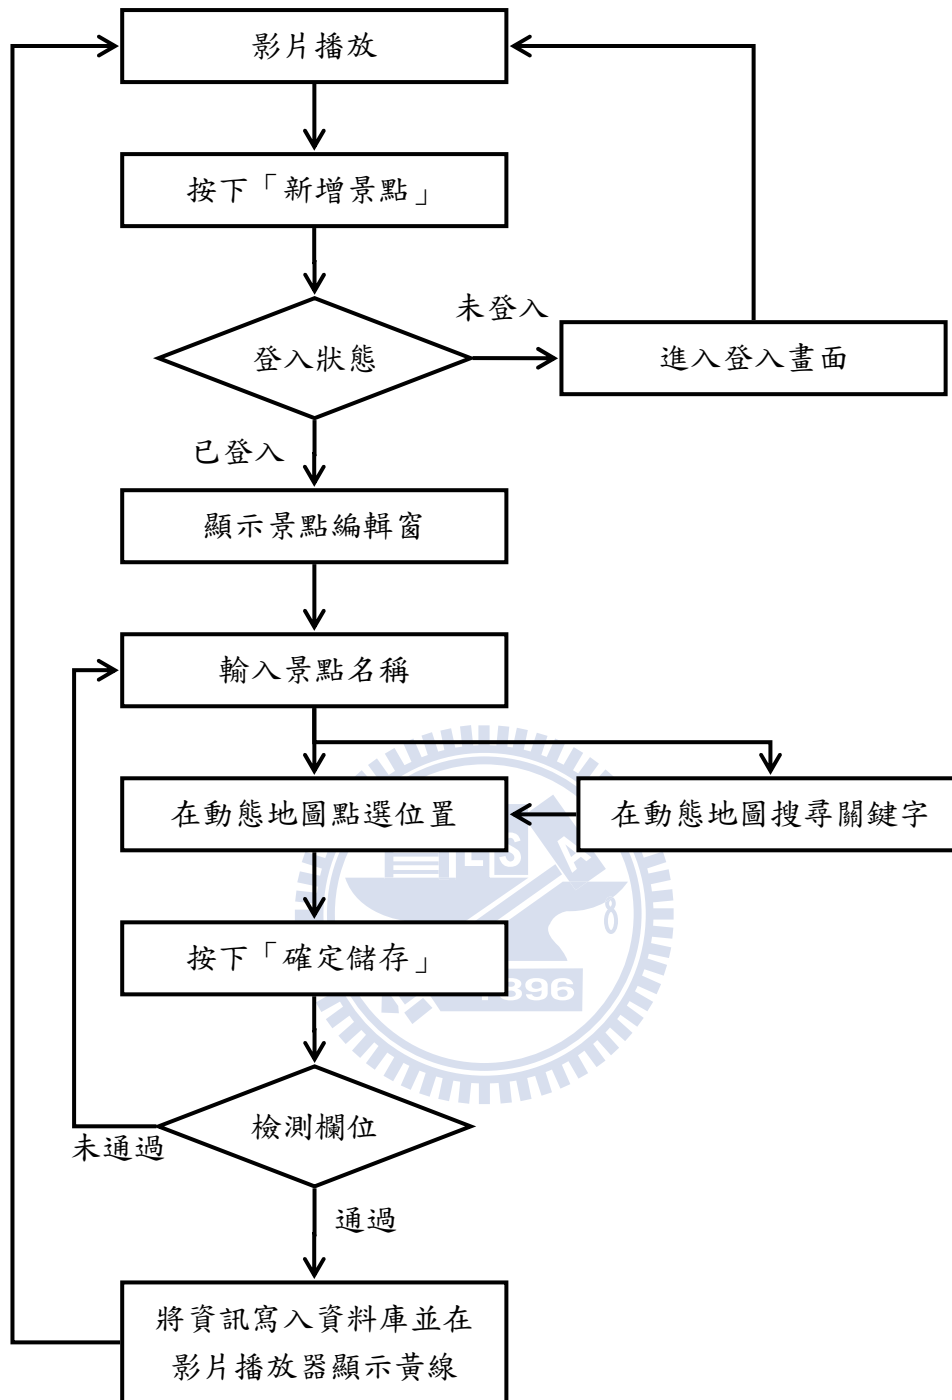 影片播放
按下「新增景點」
未登入
登入狀態
進入登入畫面
已登入
顯示景點編輯窗
輸入景點名稱
在動態地圖點選位置
在動態地圖搜尋關鍵字
E S A
按下「確定儲存」
1896
檢測欄位
未通過
通過
將資訊寫入資料庫並在
影片播放器顯示黃線